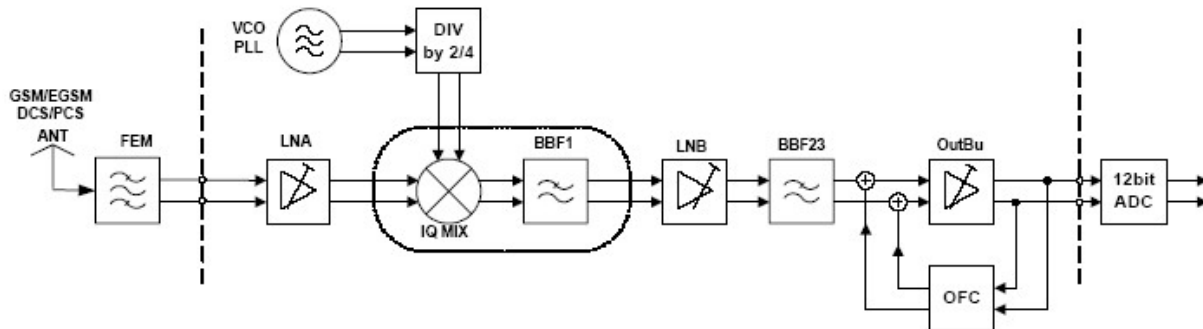 VCO
PLL
DIV
by 2/4
GSM/EGSM
DCS/PCS
ANT
FEM
LNA
IQ MIX
BBF1
LNB
BBF23
OutBu
12bit
ADC
OFC